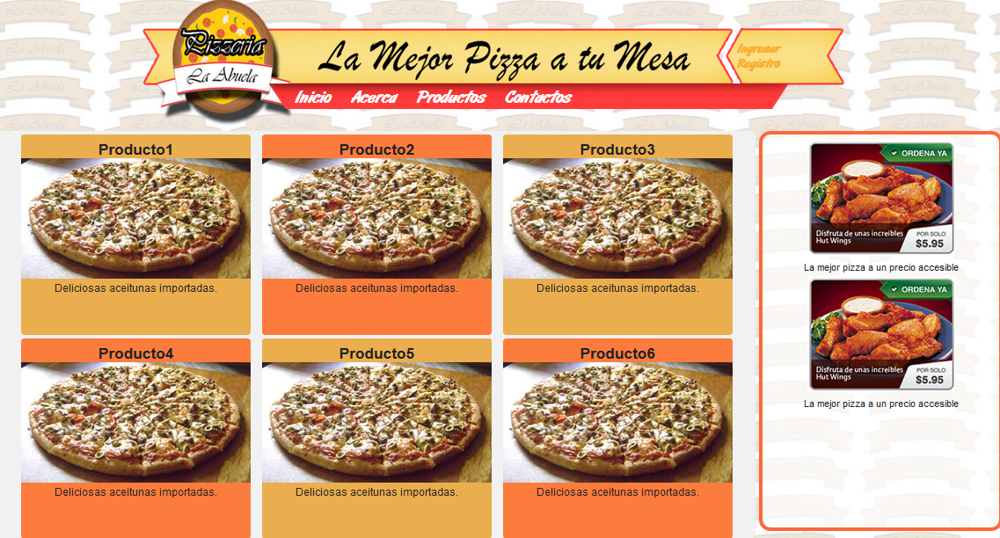 Pizzeria
La Abuela
La Mejor Pizza a tu Mesa
Ingresar
Registro
Inicio Acerca Productos Contactos
Producto1 Producto2 Producto3
Deliciosas aceitunas importadas. Deliciosas aceitunas importadas. Deliciosas aceitunas importadas.
Producto4 Producto5 Producto6
Deliciosas aceitunas importadas. Deliciosas aceitunas importadas. Deliciosas aceitunas importadas.
ORDENA YA
Disfruta de unas increibles
Hut Wings
POR SOLO
$5.95
La mejor pizza a un precio accesible
ORDENA YA
Disfruta de unas increibles
Hut Wings
POR SOLO
$5.95
La mejor pizza a un precio accesible